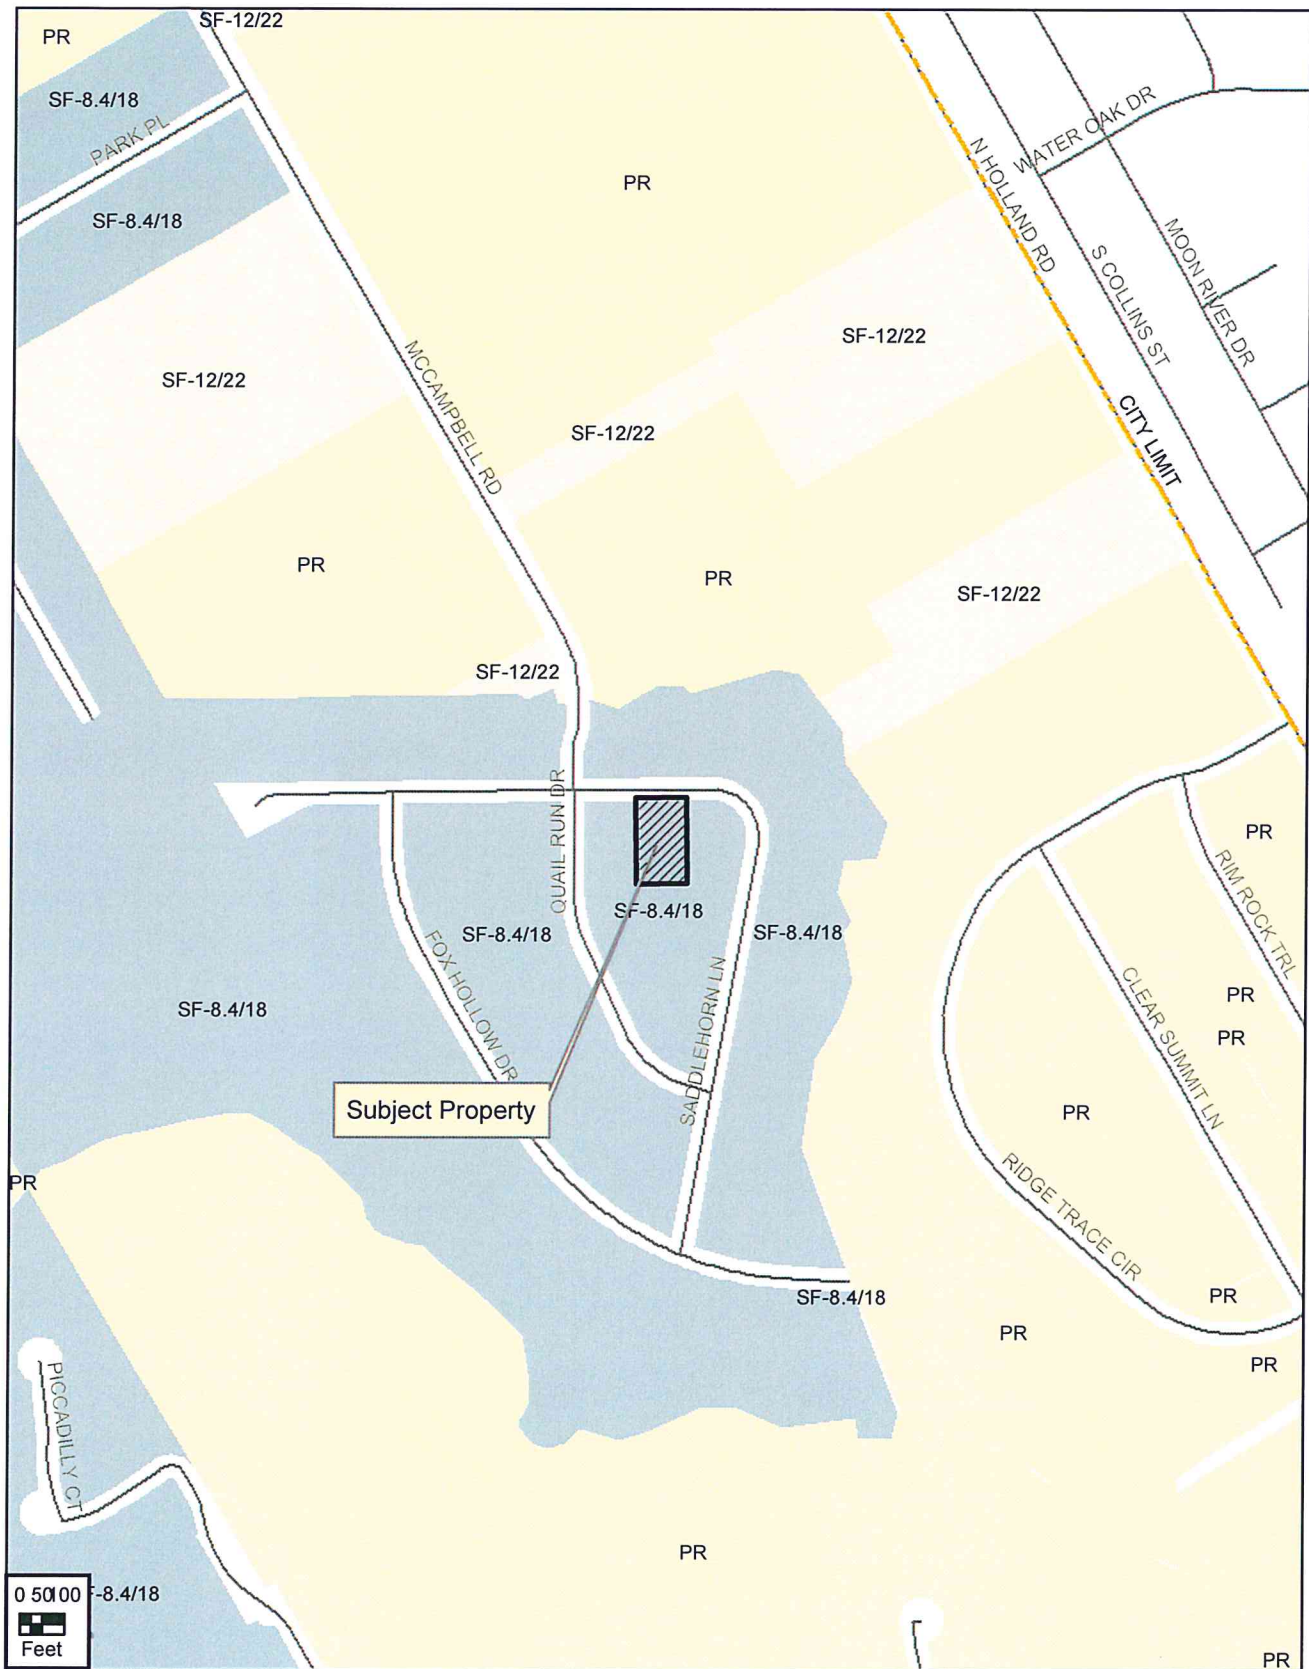 SF-12/22
PR
SF-8.4/18
PARK PL
SF-8.4/18
PR
WATER OAK DR
N HOLLAND RD
MOON RIVER DR
S COLLINS ST
SF-12/22
SF-12/22
MCCAMPBELL RD
SF-12/22
CITY LIMIT
PR
PR
SF-12/22
SF-12/22
QUAIL RUN DR
PR
RIM ROCK TRL
SF-8.4/18
SF-8.4/18
SF-8.4/18
FOX HOLLOW DR
SADDLEHORN LN
CLEAR SUMMIT LN
PR
SF-8.4/18
PR
Subject Property
PR
PR
RIDGE TRACE CIR
SF-8.4/18
PR
PR
PR
PICCADILLY CT
PR
0 50 100
F-8.4/18
Feet
PR